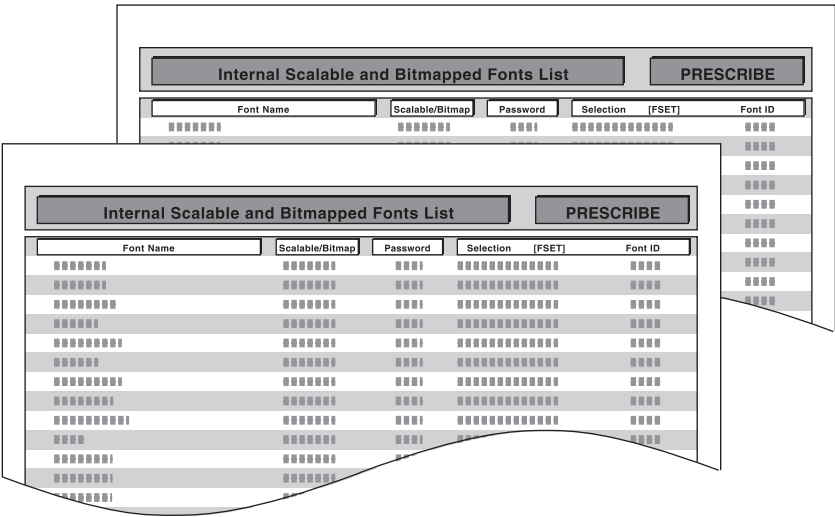 Internal Scalable and Bitmapped Fonts List PRESCRIBE
Font Name Scalable/Bitmap Password Selection [FSET] Font ID
Internal Scalable and Bitmapped Fonts List PRESCRIBE
Font Name Scalable/Bitmap Password Selection [FSET] Font ID